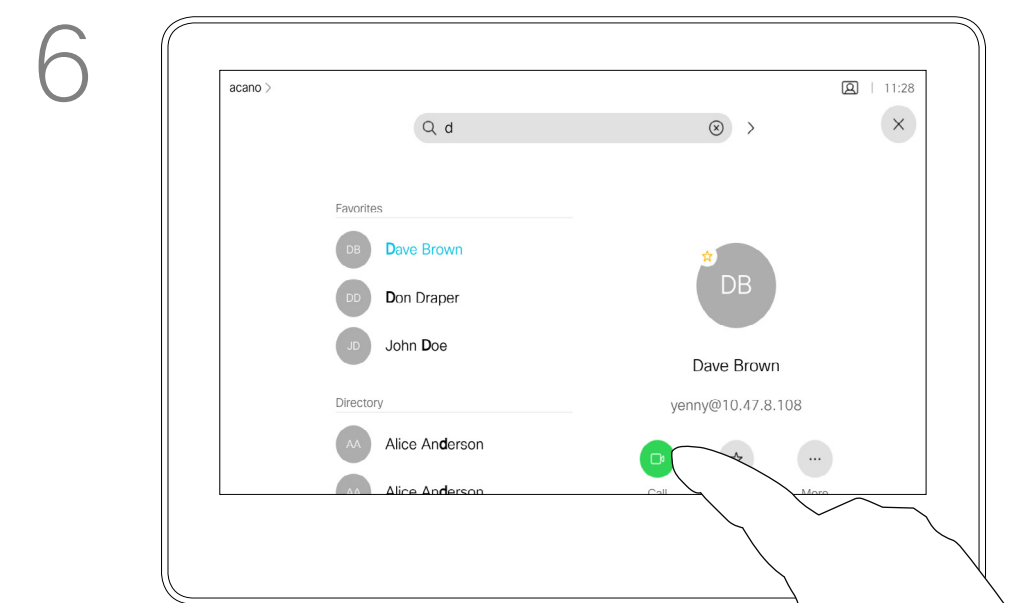 6
acano >
11:28
d
Favorites
DB Dave Brown
DD Don Draper
JD John Doe
Directory
AA Alice Anderson
AA Alice Anderson
DB
Dave Brown
yenny@10.47.8.108
Call
More